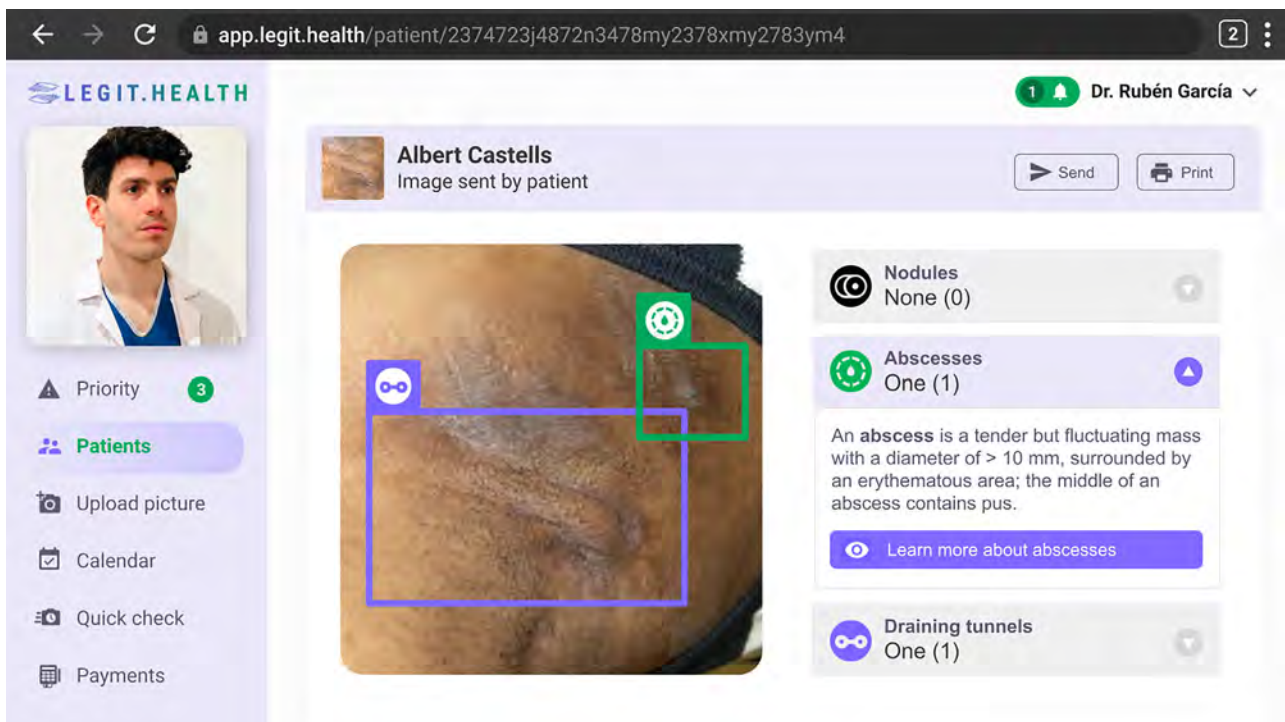 app.legit.health/patient/2374723j4872n3478my2378xmy2783ym4
2
LEGIT.HEALTH
1
Dr. Rubén García
Albert Castells
Image sent by patient
Send
Print
Priority
3
Patients
Upload picture
Calendar
Quick check
Payments
Nodules
None (0)
Abscesses
One (1)
An abscess is a tender but fluctuating mass
with a diameter of > 10 mm, surrounded by
an erythematous area; the middle of an
abscess contains pus.
Learn more about abscesses
Draining tunnels
One (1)